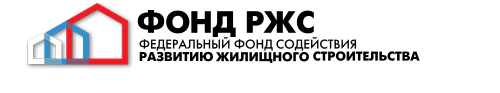 ФОНД РЖС
ФЕДЕРАЛЬНЫЙ ФОНД СОДЕЙСТВИЯ
РАЗВИТИЮ ЖИЛИЩНОГО СТРОИТЕЛЬСТВА